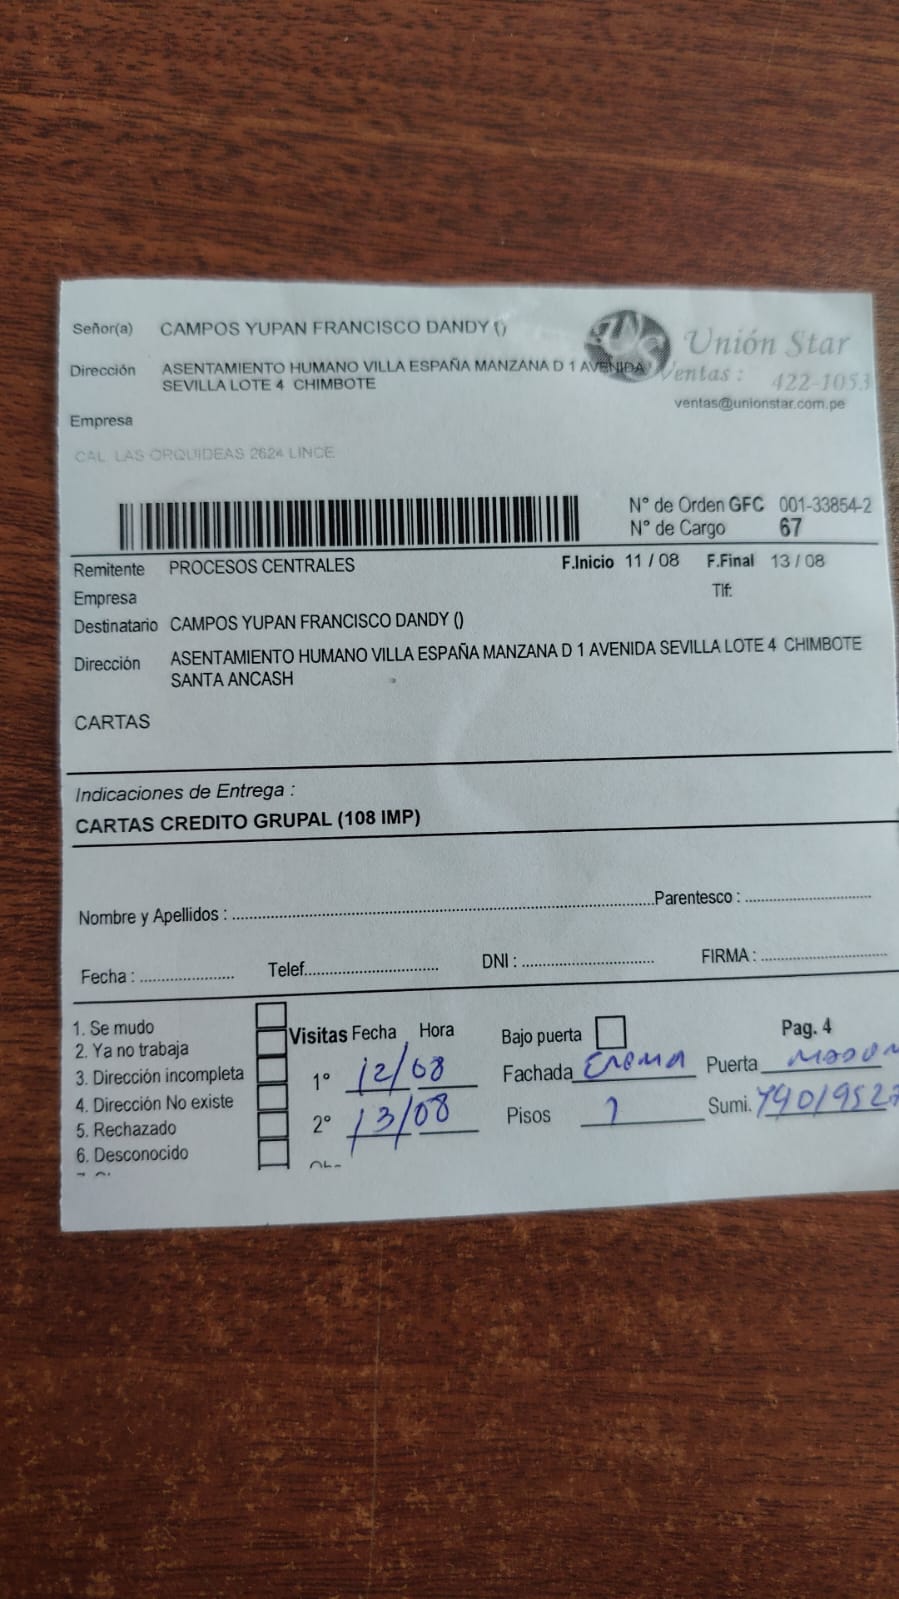 Señor(a) CAMPOS YUPAN FRANCISCO DANDY ()
Unión Star
Dirección ASENTAMIENTO HUMANO VILLA ESPAÑA MANZANA D 1 AVENIDA
SEVILLA LOTE 4 CHIMBOTE
Ventas : 422-1053
ventas@unionstar.com.pe
Empresa
CAL. LAS ORQUIDEAS 2624 LINCE
N° de Orden GFC 001-33854-2
N° de Cargo 67
Remitente PROCESOS CENTRALES F.Inicio 11 / 08 F.Final 13 / 08
Empresa Tlf:
Destinatario CAMPOS YUPAN FRANCISCO DANDY ()
Dirección ASENTAMIENTO HUMANO VILLA ESPAÑA MANZANA D 1 AVENIDA SEVILLA LOTE 4 CHIMBOTE
SANTA ANCASH
CARTAS
Indicaciones de Entrega :
CARTAS CREDITO GRUPAL (108 IMP)
Nombre y Apellidos : Parentesco :
Fecha : Telef. DNI : FIRMA :
1. Se mudo
2. Ya no trabaja
3. Dirección incompleta
4. Dirección No existe
5. Rechazado
6. Desconocido
Visitas Fecha Hora
1° 12/08
2° 13/08
Bajo puerta Pag. 4
Fachada Crema Puerta
Pisos 1 Sumi. 7901952